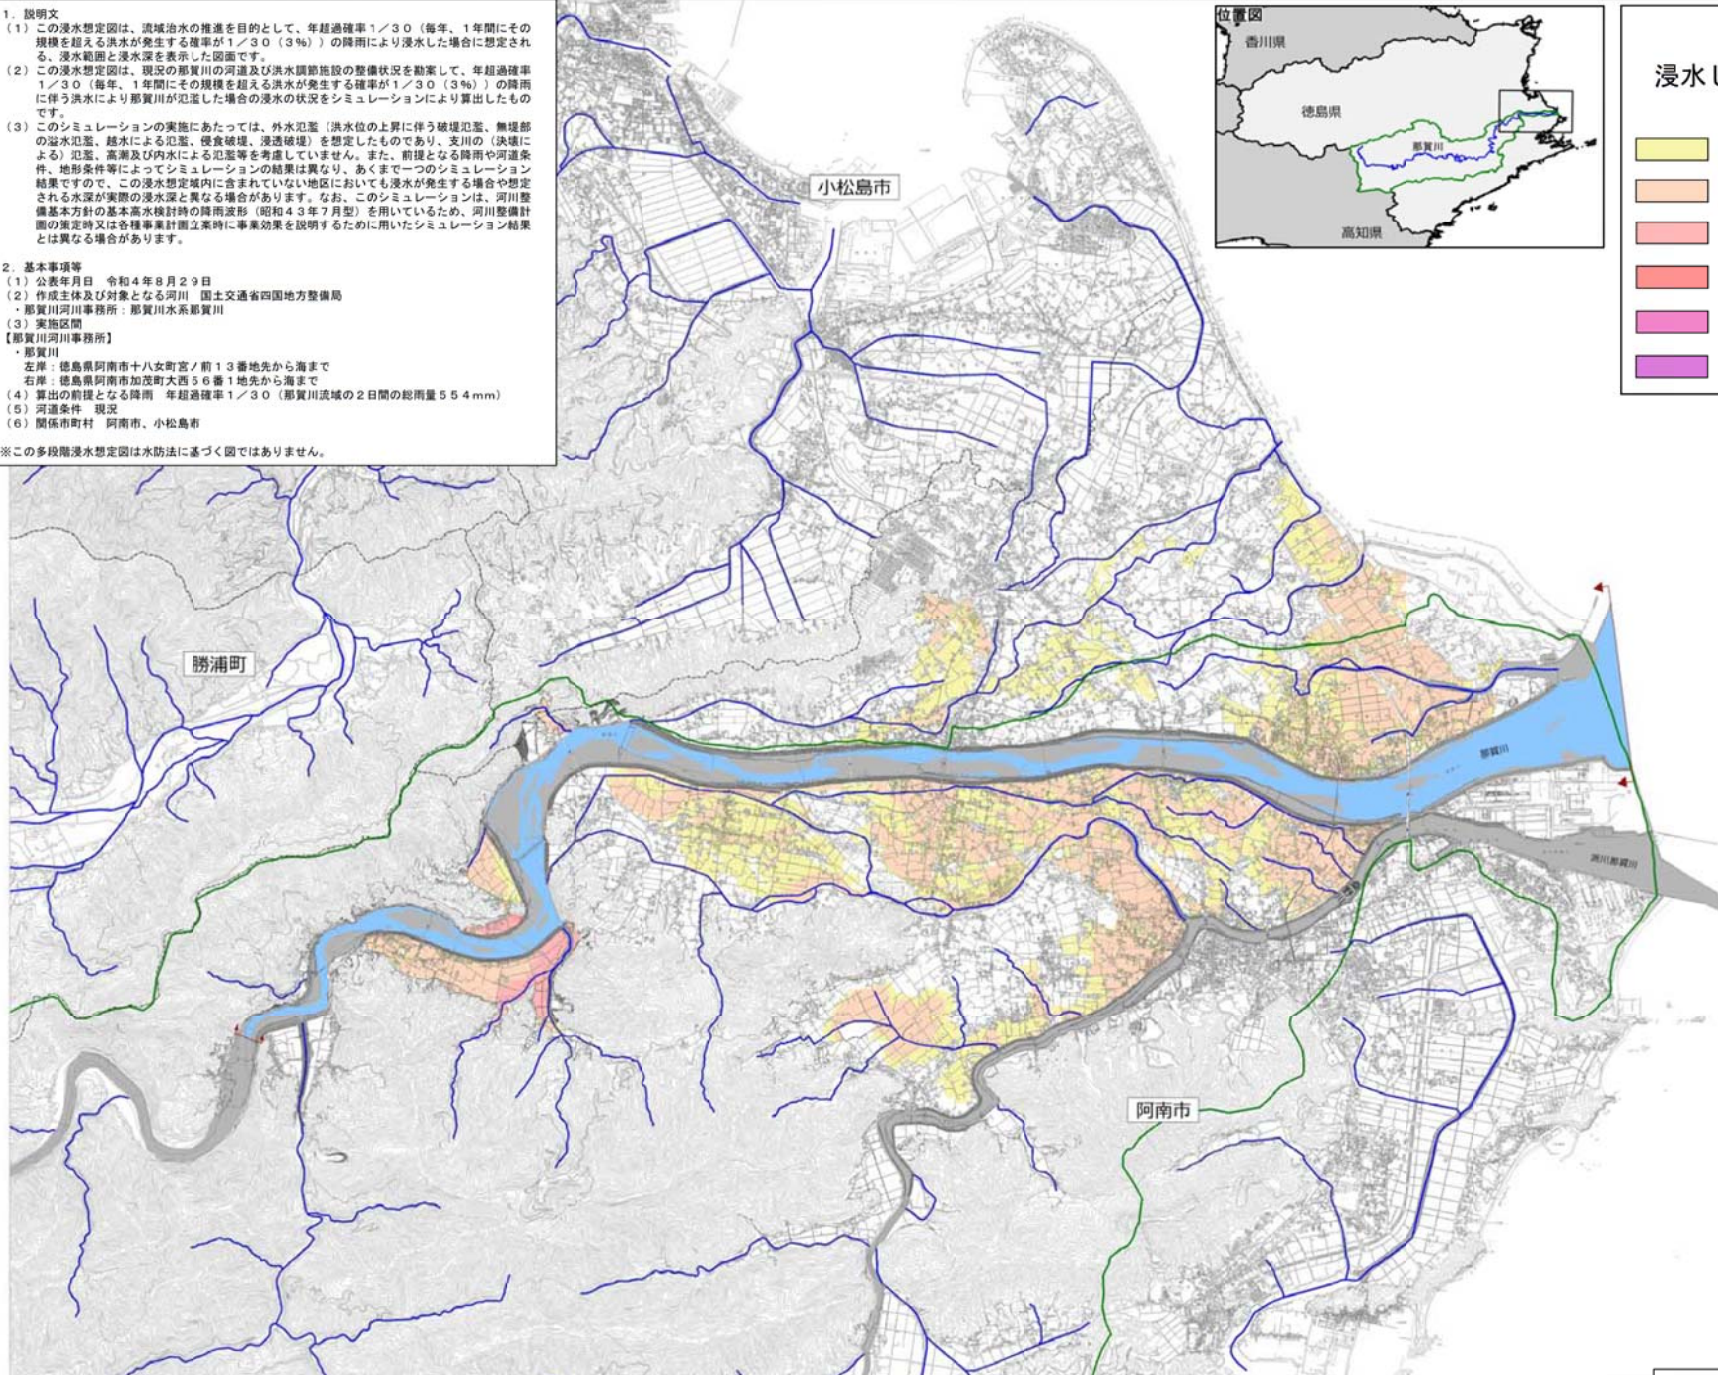 1．説明文
（1）この浸水想定図は、流域治水の推進を目的として、年超過確率1／30（毎年、1年間にその
規模を超える洪水が発生する確率が1／30（3%））の降雨により浸水した場合に想定され
る、浸水範囲と浸水深を表示した図面です。
（2）この浸水想定図は、現況の那賀川の河道及び洪水調節施設の整備状況を勘案して、年超過確率
1／30（毎年、1年間にその規模を超える洪水が発生する確率が1／30（3%））の降雨
に伴う洪水により那賀川が氾濫した場合の浸水の状況をシミュレーションにより算出したもの
です。
（3）このシミュレーションの実施にあたっては、外水氾濫（洪水位の上昇に伴う破堤氾濫、無堤部
の溢水氾濫、越水による氾濫、侵食破堤、浸透破堤）を想定したものであり、支川の（決壊に
よる）氾濫、高潮及び内水による氾濫等を考慮していません。また、前提となる降雨や河道条
件、地形条件等によってシミュレーションの結果は異なり、あくまで一つのシミュレーション
結果ですので、この浸水想定域内に含まれていない地区においても浸水が発生する場合や想定
される水深が実際の浸水深と異なる場合があります。なお、このシミュレーションは、河川整
備基本方針の基本高水検討時の降雨波形（昭和43年7月型）を用いているため、河川整備計
画の策定時又は各種事業計画立案時に事業効果を説明するために用いたシミュレーション結果
とは異なる場合があります。
2．基本事項等
（1）公表年月日　令和4年8月29日
（2）作成主体及び対象となる河川　国土交通省四国地方整備局
・那賀川河川事務所：那賀川水系那賀川
（3）実施区間
【那賀川河川事務所】
・那賀川
左岸：徳島県阿南市十八女町宮ノ前13番地先から海まで
右岸：徳島県阿南市加茂町大西56番1地先から海まで
（4）算出の前提となる降雨　年超過確率1／30（那賀川流域の2日間の総雨量554mm）
（5）河道条件　現況
（6）関係市町村　阿南市、小松島市
※この多段階浸水想定図は水防法に基づく図ではありません。
位置図
香川県
徳島県
那賀川
高知県
浸水し
小松島市
勝浦町
那賀川
派川那賀川
阿南市